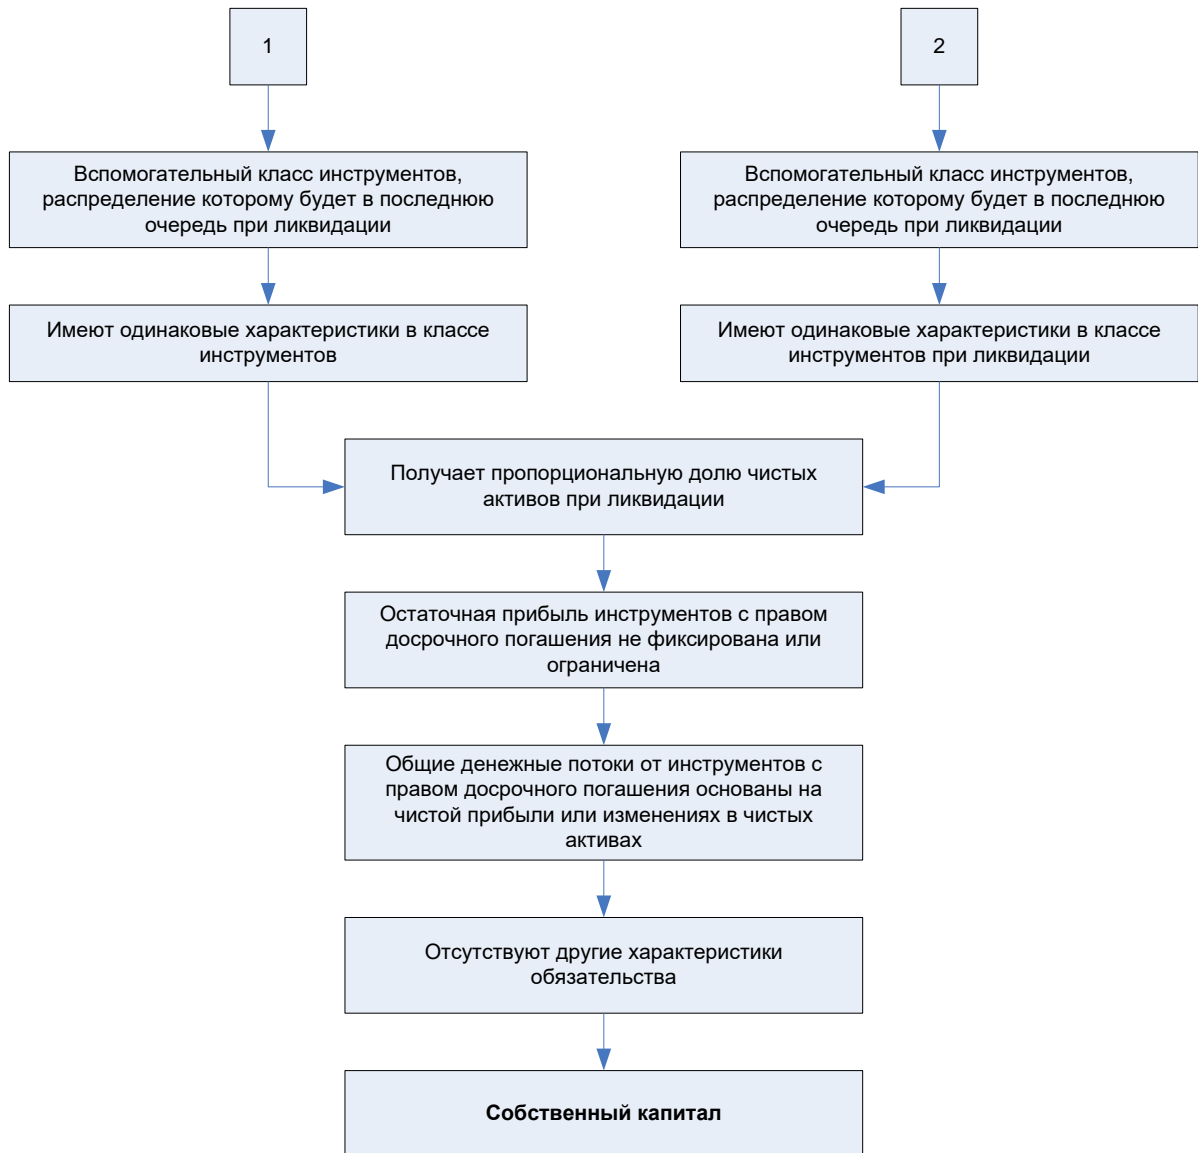 1
2
Вспомогательный класс инструментов,
распределение которому будет в последнюю
очередь при ликвидации
Вспомогательный класс инструментов,
распределение которому будет в последнюю
очередь при ликвидации
Имеют одинаковые характеристики в классе
инструментов
Имеют одинаковые характеристики в классе
инструментов при ликвидации
Получает пропорциональную долю чистых
активов при ликвидации
Остаточная прибыль инструментов с правом
досрочного погашения не фиксирована или
ограничена
Общие денежные потоки от инструментов с
правом досрочного погашения основаны на
чистой прибыли или изменениях в чистых
активах
Отсутствуют другие характеристики
обязательства
Собственный капитал